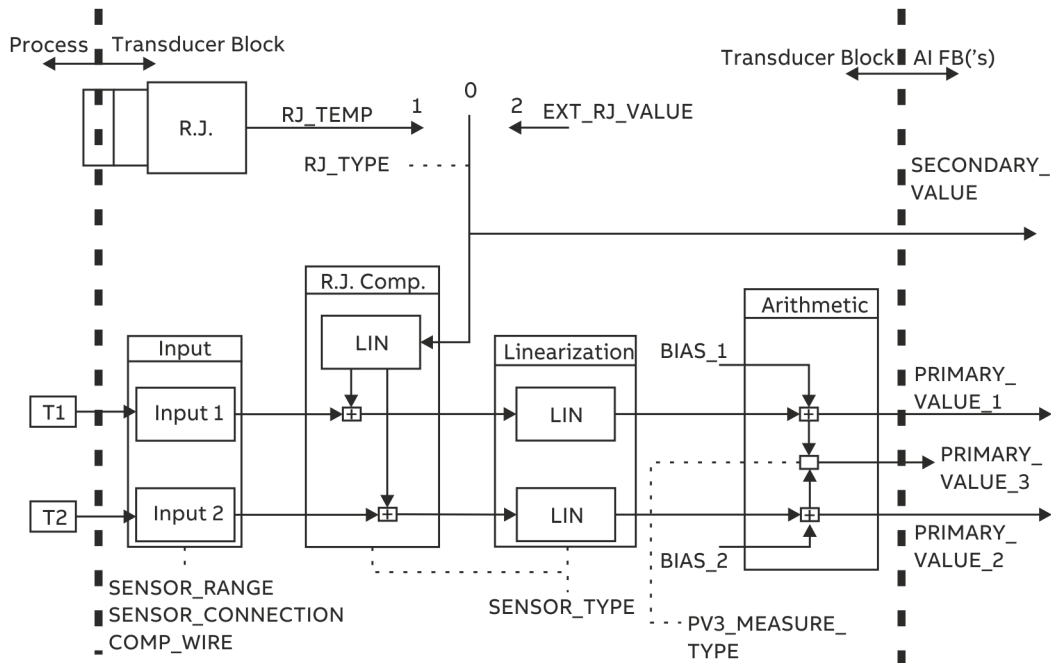 Process
Transducer Block
Transducer Block
AI FB('s)
R.J.
RJ_TEMP
1
0
2
EXT_RJ_VALUE
RJ_TYPE
SECONDARY_
VALUE
R.J. Comp.
LIN
Input
Linearization
Arithmetic
BIAS_1
T1
Input 1
LIN
PRIMARY_
VALUE_1
PRIMARY_
VALUE_3
T2
Input 2
LIN
BIAS_2
PRIMARY_
VALUE_2
SENSOR_RANGE
SENSOR_CONNECTION
COMP_WIRE
SENSOR_TYPE
PV3_MEASURE_
TYPE